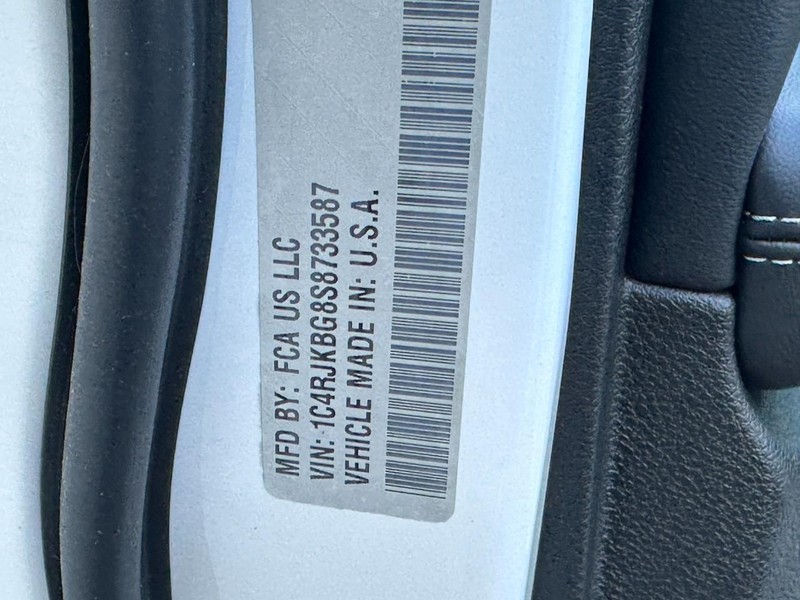 MFD BY: FCA US LLC
VIN: 1C4RJKBG8S8733587
VEHICLE MADE IN: U.S.A.